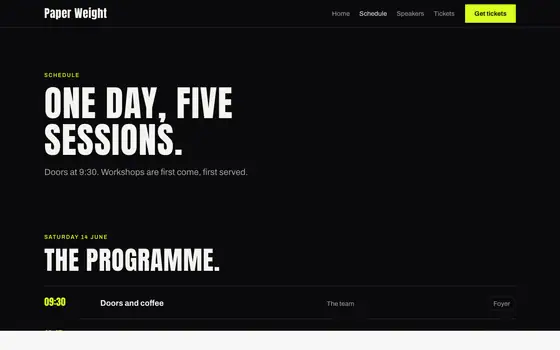 Paper Weight
Home Schedule Speakers Tickets Get tickets
SCHEDULE
ONE DAY, FIVE
SESSIONS.
Doors at 9:30. Workshops are first come, first served.
SATURDAY 14 JUNE
THE PROGRAMME.
09:30 Doors and coffee The team Foyer